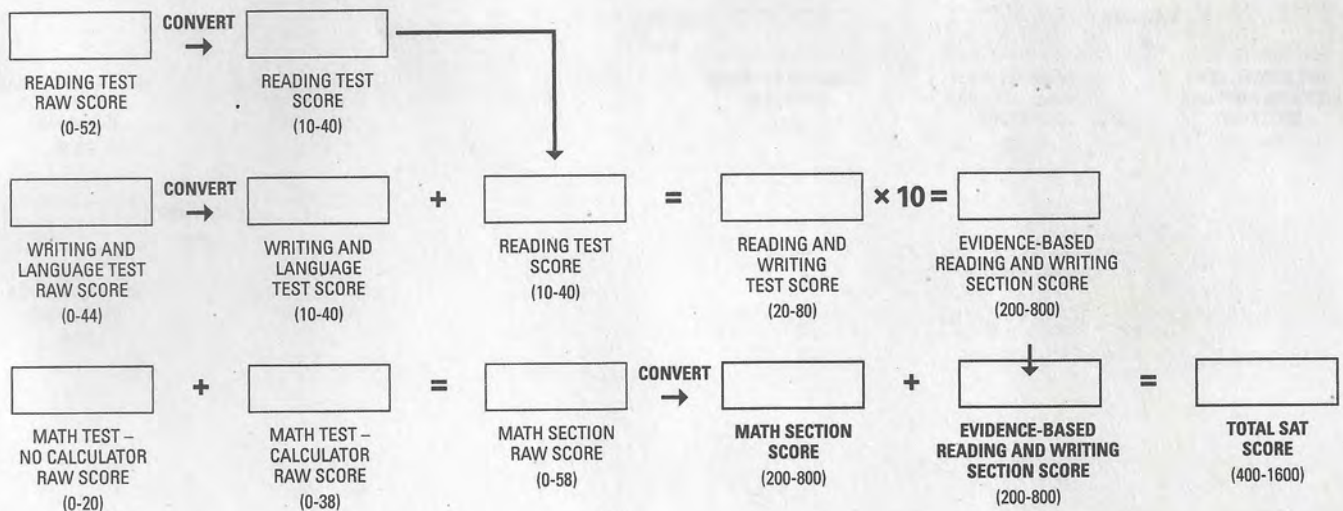 CONVERT
→
READING TEST
RAW SCORE
(0-52)
READING TEST
SCORE
(10-40)
CONVERT
→
+
=
× 10 =
WRITING AND
LANGUAGE TEST
RAW SCORE
(0-44)
WRITING AND
LANGUAGE
TEST SCORE
(10-40)
READING TEST
SCORE
(10-40)
READING AND
WRITING
TEST SCORE
(20-80)
EVIDENCE-BASED
READING AND WRITING
SECTION SCORE
(200-800)
+
=
CONVERT
→
+
=
MATH TEST –
NO CALCULATOR
RAW SCORE
(0-20)
MATH TEST –
CALCULATOR
RAW SCORE
(0-38)
MATH SECTION
RAW SCORE
(0-58)
MATH SECTION
SCORE
(200-800)
EVIDENCE-BASED
READING AND WRITING
SECTION SCORE
(200-800)
TOTAL SAT
SCORE
(400-1600)